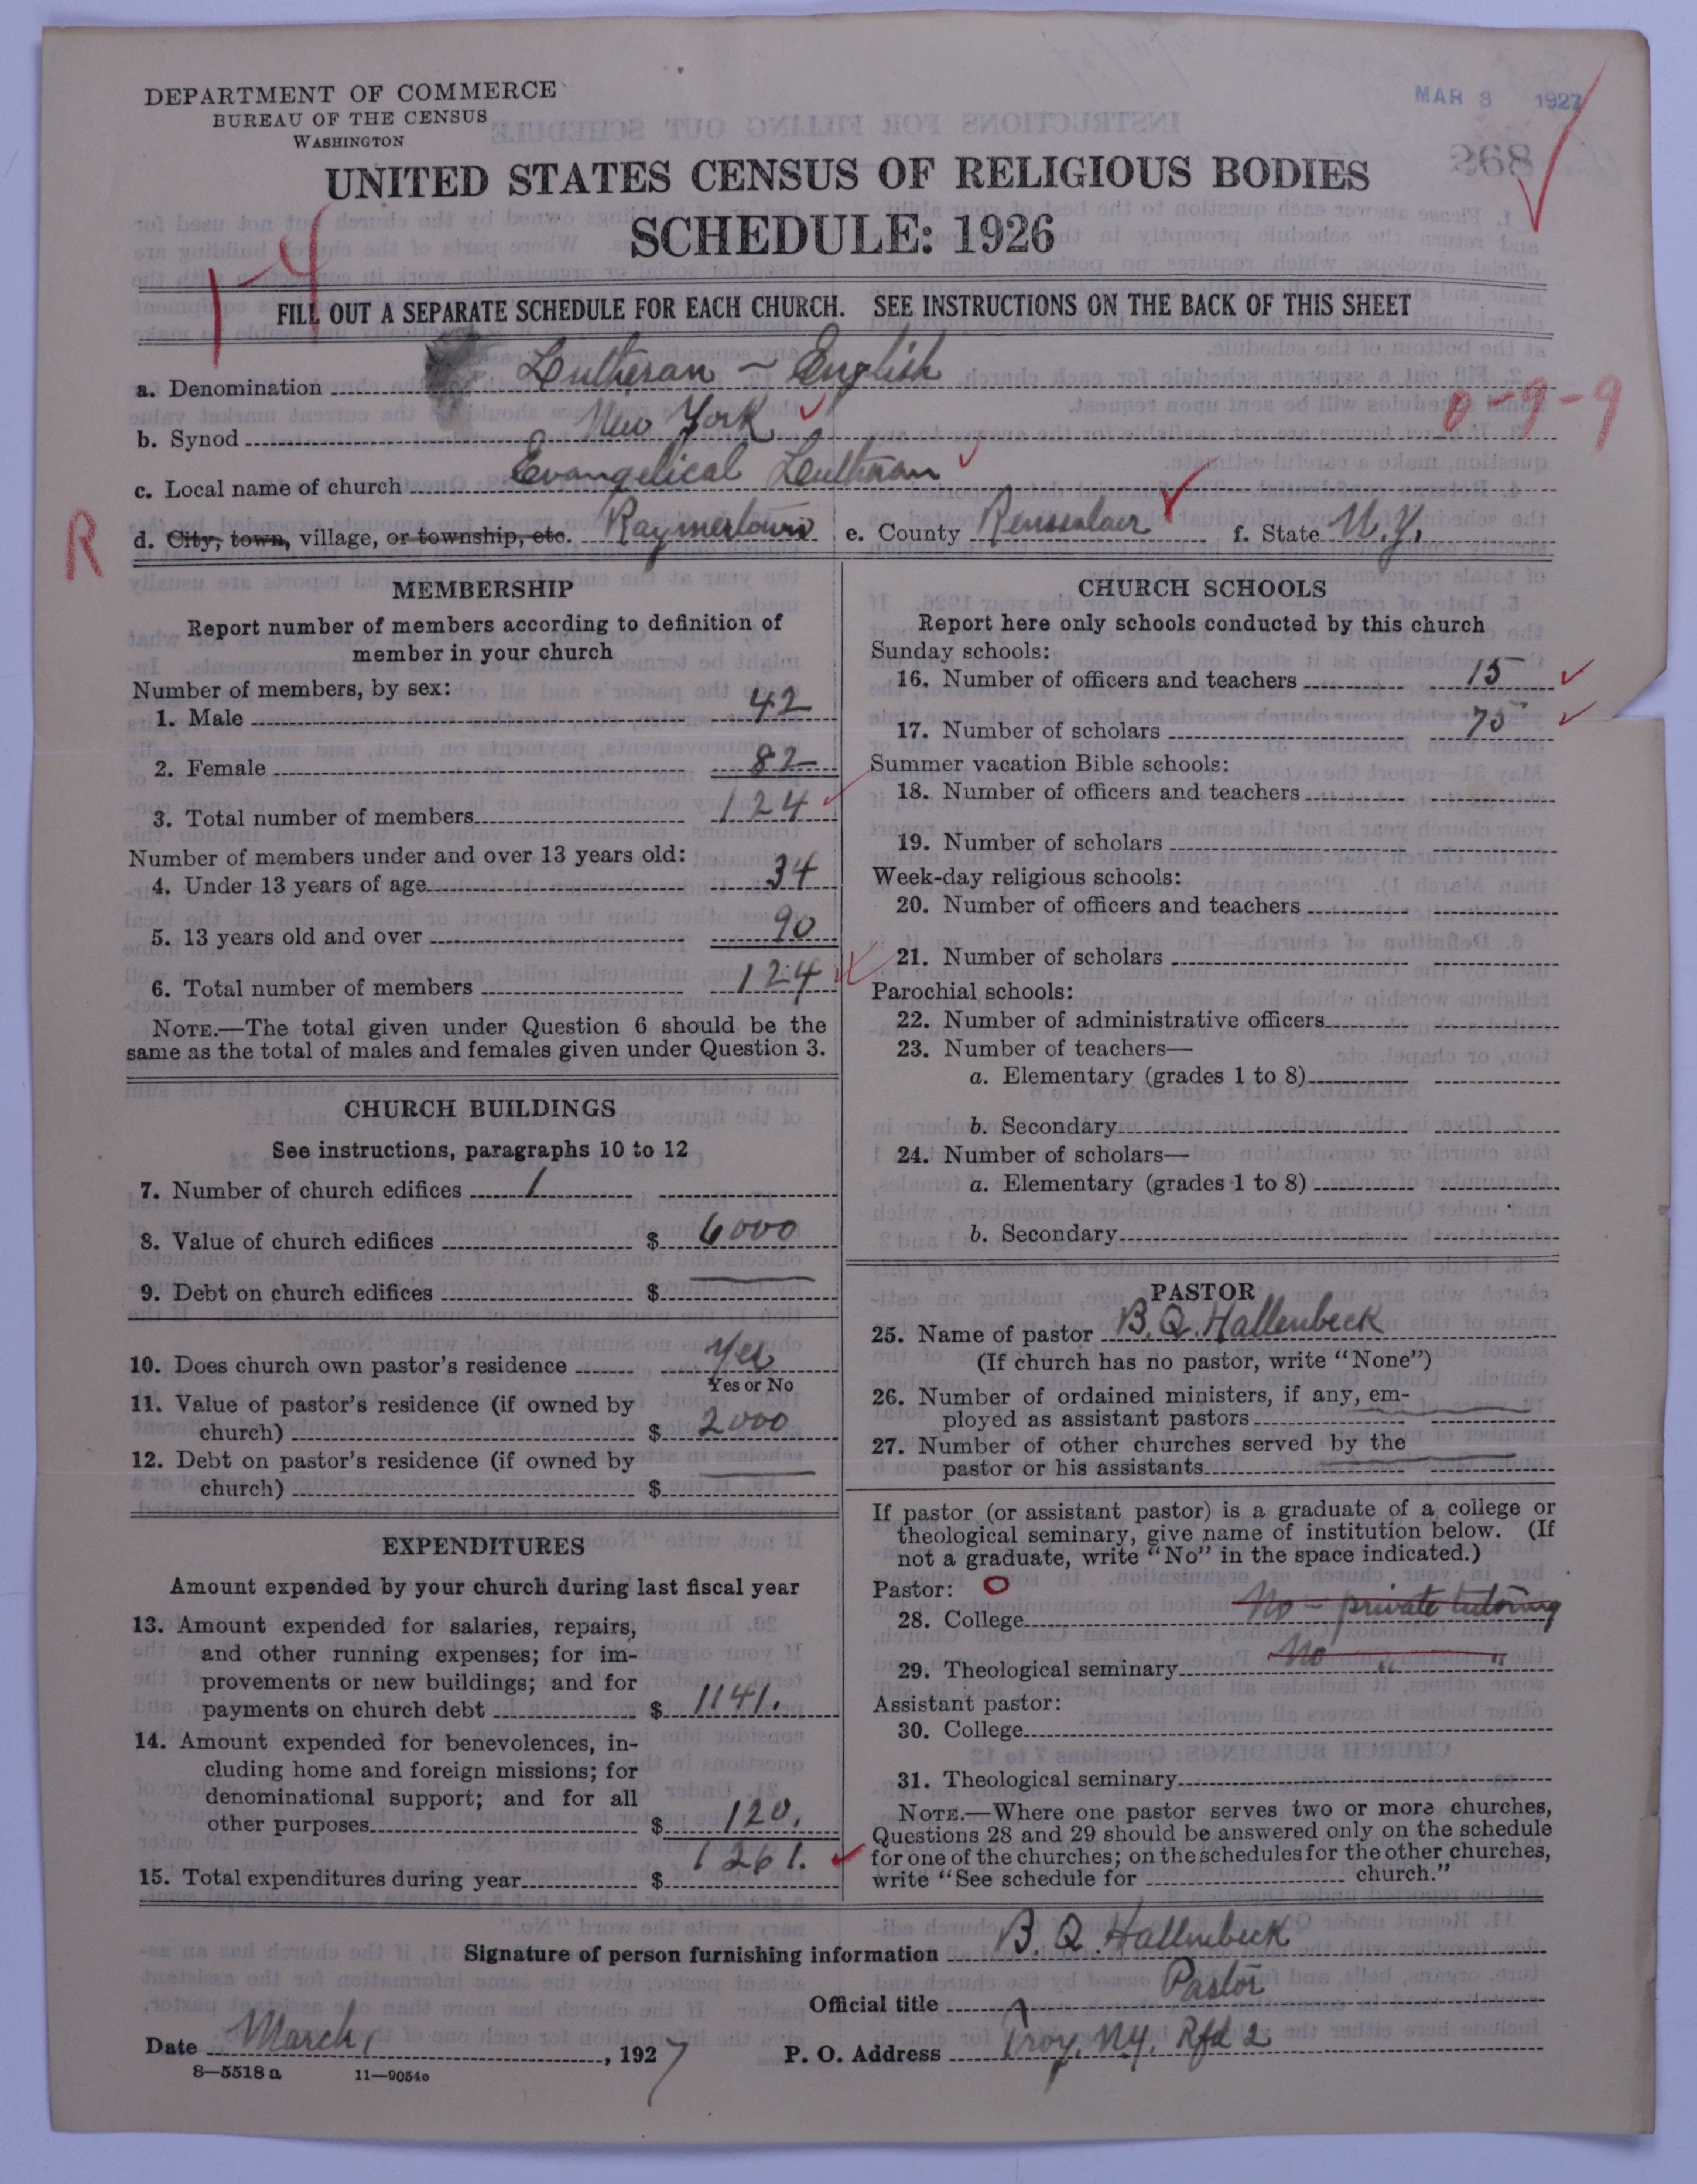 DEPARTMENT OF COMMERCE
BUREAU OF THE CENSUS
WASHINGTON
MAR 3 1927
268
UNITED STATES CENSUS OF RELIGIOUS BODIES
SCHEDULE: 1926
14
FILL OUT A SEPARATE SCHEDULE FOR EACH CHURCH. SEE INSTRUCTIONS ON THE BACK OF THIS SHEET
a. Denomination Lutheran - English
0-9-9
b. Synod New York
c. Local name of church Evangelical Leutheran
R
d. City, town, village, or township, etc. Raymertown e. County Rensselaer f. State N.Y.
MEMBERSHIP
Report number of members according to definition of
member in your church
Number of members, by sex:
1. Male 42
2. Female 82
3. Total number of members 124
Number of members under and over 13 years old:
4. Under 13 years of age 34
5. 13 years old and over 90
6. Total number of members 124
NOTE.—The total given under Question 6 should be the
same as the total of males and females given under Question 3.
CHURCH BUILDINGS
See instructions, paragraphs 10 to 12
7. Number of church edifices 1
8. Value of church edifices $ 6000
9. Debt on church edifices $
10. Does church own pastor's residence Yes
Yes or No
11. Value of pastor's residence (if owned by
church) $ 2000
12. Debt on pastor's residence (if owned by
church) $
EXPENDITURES
Amount expended by your church during last fiscal year
13. Amount expended for salaries, repairs,
and other running expenses; for im-
provements or new buildings; and for
payments on church debt $ 1141.
14. Amount expended for benevolences, in-
cluding home and foreign missions; for
denominational support; and for all
other purposes $ 120.
15. Total expenditures during year $ 1261.
CHURCH SCHOOLS
Report here only schools conducted by this church
Sunday schools:
16. Number of officers and teachers 15
17. Number of scholars 75
Summer vacation Bible schools:
18. Number of officers and teachers
19. Number of scholars
Week-day religious schools:
20. Number of officers and teachers
21. Number of scholars
Parochial schools:
22. Number of administrative officers
23. Number of teachers—
a. Elementary (grades 1 to 8)
b. Secondary
24. Number of scholars—
a. Elementary (grades 1 to 8)
b. Secondary
PASTOR
25. Name of pastor B. Q. Hallenbeck
(If church has no pastor, write "None")
26. Number of ordained ministers, if any, em-
ployed as assistant pastors
27. Number of other churches served by the
pastor or his assistants
If pastor (or assistant pastor) is a graduate of a college or
theological seminary, give name of institution below. (If
not a graduate, write "No" in the space indicated.)
Pastor: O
28. College No - private tutoring
29. Theological seminary No " "
Assistant pastor:
30. College
31. Theological seminary
NOTE.—Where one pastor serves two or more churches,
Questions 28 and 29 should be answered only on the schedule
for one of the churches; on the schedules for the other churches,
write "See schedule for church."
Signature of person furnishing information B. Q. Hallenbeck
Official title Pastor
Date March 1, 1927 P. O. Address Troy, N.Y. Rfd 2
8—5518 a 11—9054e